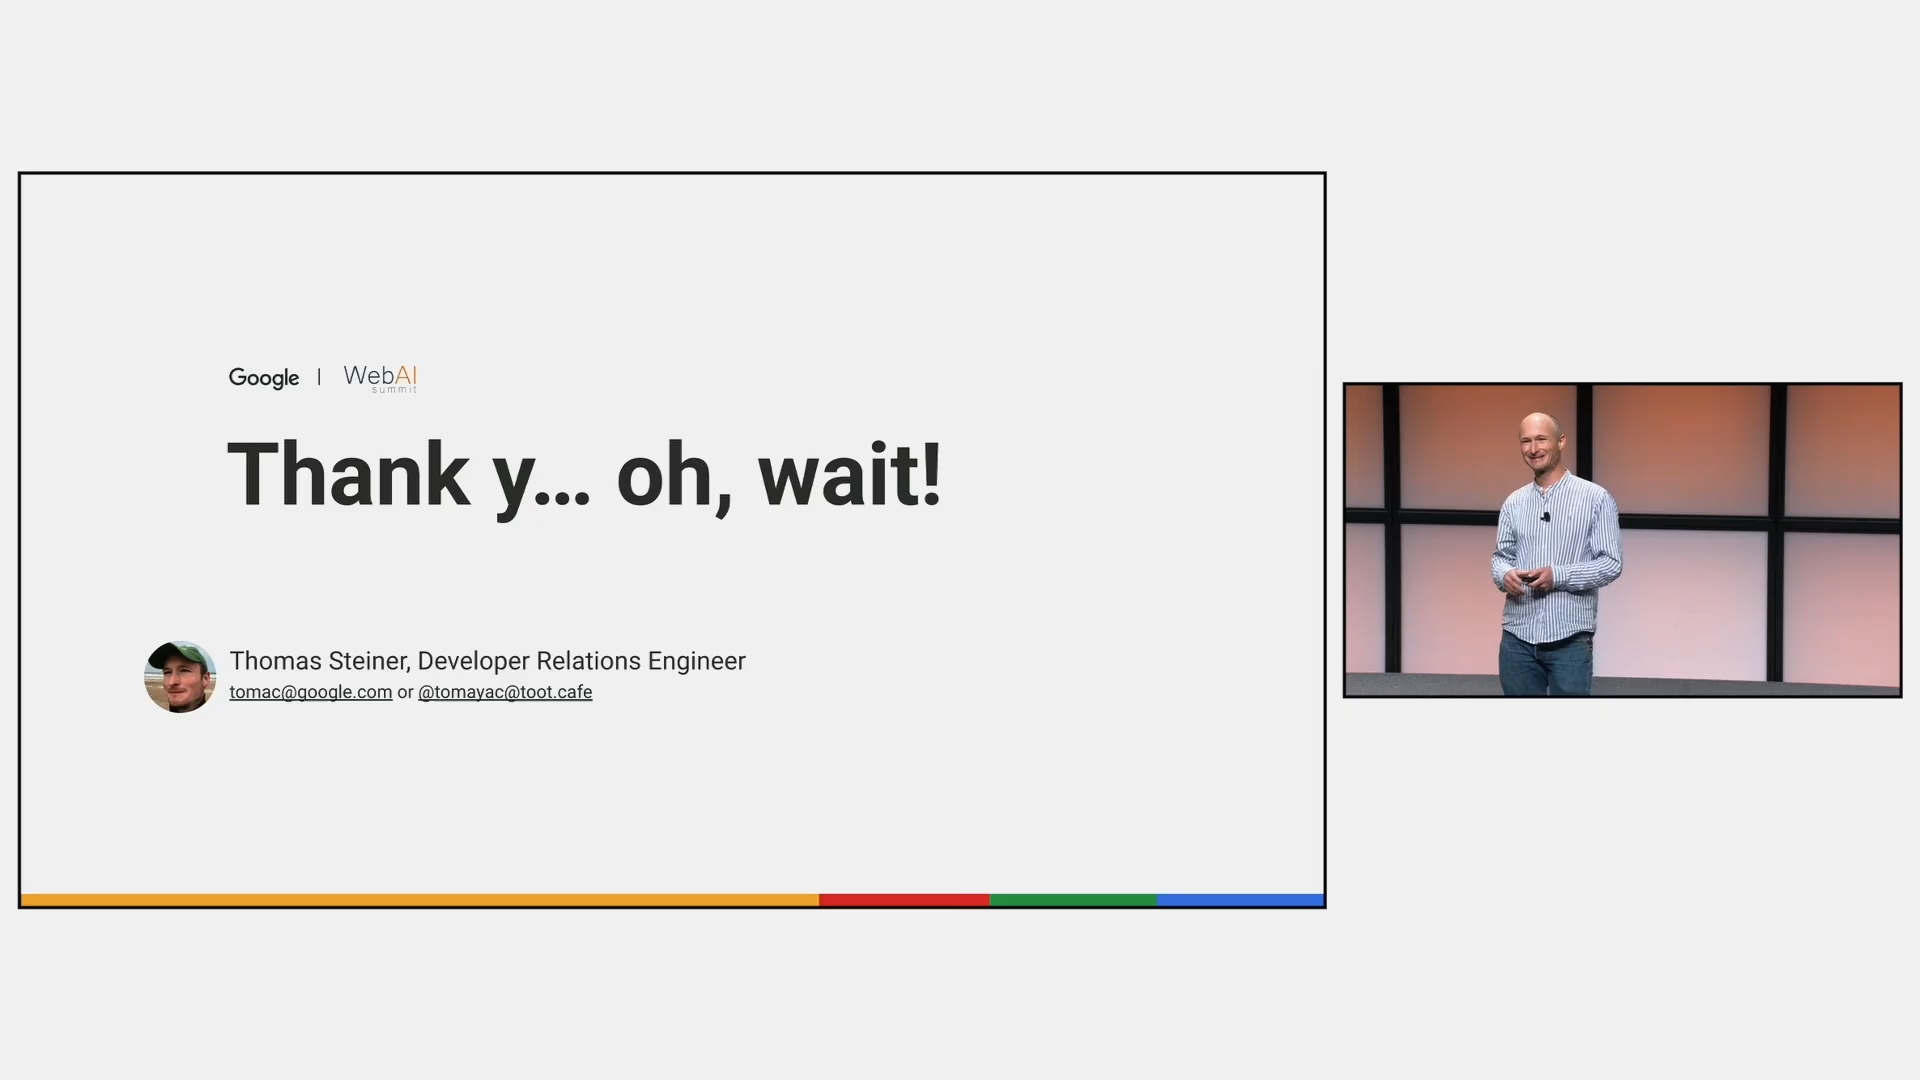 Google | WebAI
summit
Thank y... oh, wait!
Thomas Steiner, Developer Relations Engineer
tomac@google.com or @tomayac@toot.cafe